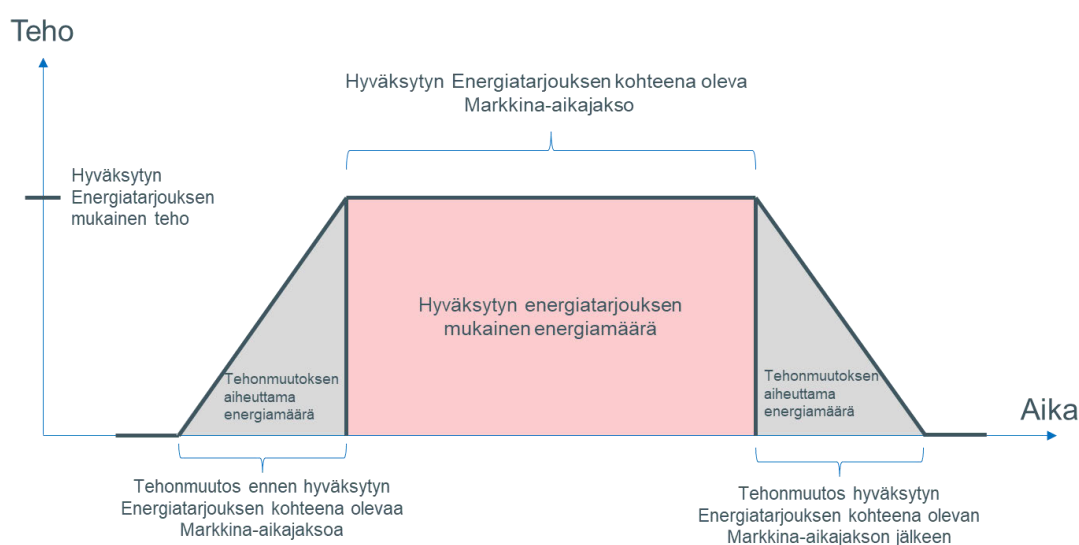 Teho
Hyväksytyn Energiatarjouksen kohteena oleva
Markkina-aikajakso
Hyväksytyn
Energiatarjouksen
mukainen teho
Hyväksytyn energiatarjouksen
mukainen energiamäärä
Tehonmuutoksen
aiheuttama
energiamäärä
Tehonmuutoksen
aiheuttama
energiamäärä
Aika
Tehonmuutos ennen hyväksytyn
Energiatarjouksen kohteena olevaa
Markkina-aikajaksoa
Tehonmuutos hyväksytyn
Energiatarjouksen kohteena olevan
Markkina-aikajakson jälkeen